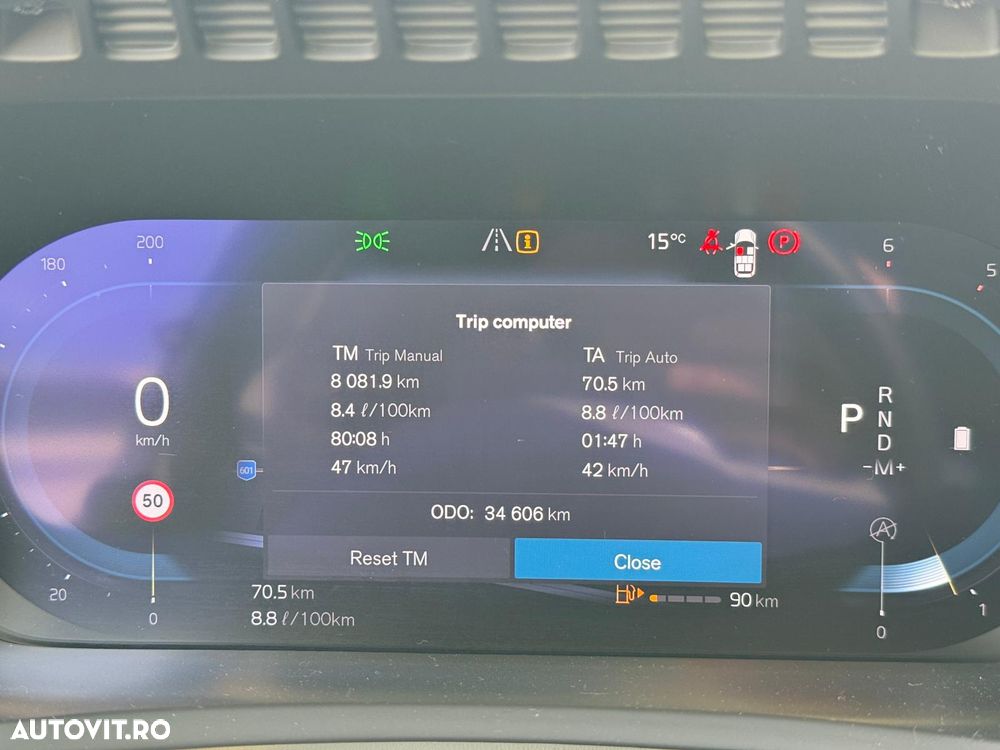 200
180
15°C
P
6
5
Trip computer
TM Trip Manual
TA Trip Auto
8 081.9 km
70.5 km
8.4 ℓ/100km
8.8 ℓ/100km
80:08 h
01:47 h
47 km/h
42 km/h
ODO: 34 606 km
Reset TM
Close
0
km/h
50
601
P
R
N
D
-M+
A
20
0
70.5 km
8.8 ℓ/100km
90 km
1
0
AUTOVIT.RO